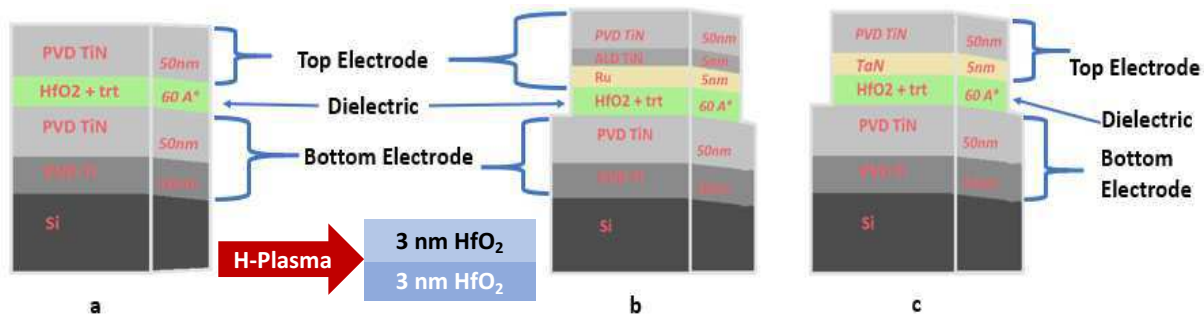 PVD TiN
50nm
HfO2 + trt
60 A°
PVD TiN
50nm
Si
a
Top Electrode
Dielectric
Bottom Electrode
H-Plasma
3 nm HfO₂
3 nm HfO₂
PVD TiN
50nm
ALD TiN
5nm
Ru
5nm
HfO2 + trt
60 A°
PVD TiN
50nm
Si
b
PVD TiN
50nm
TaN
5nm
HfO2 + trt
60 A°
PVD TiN
50nm
PVD Ti
Si
c
Top Electrode
Dielectric
Bottom
Electrode